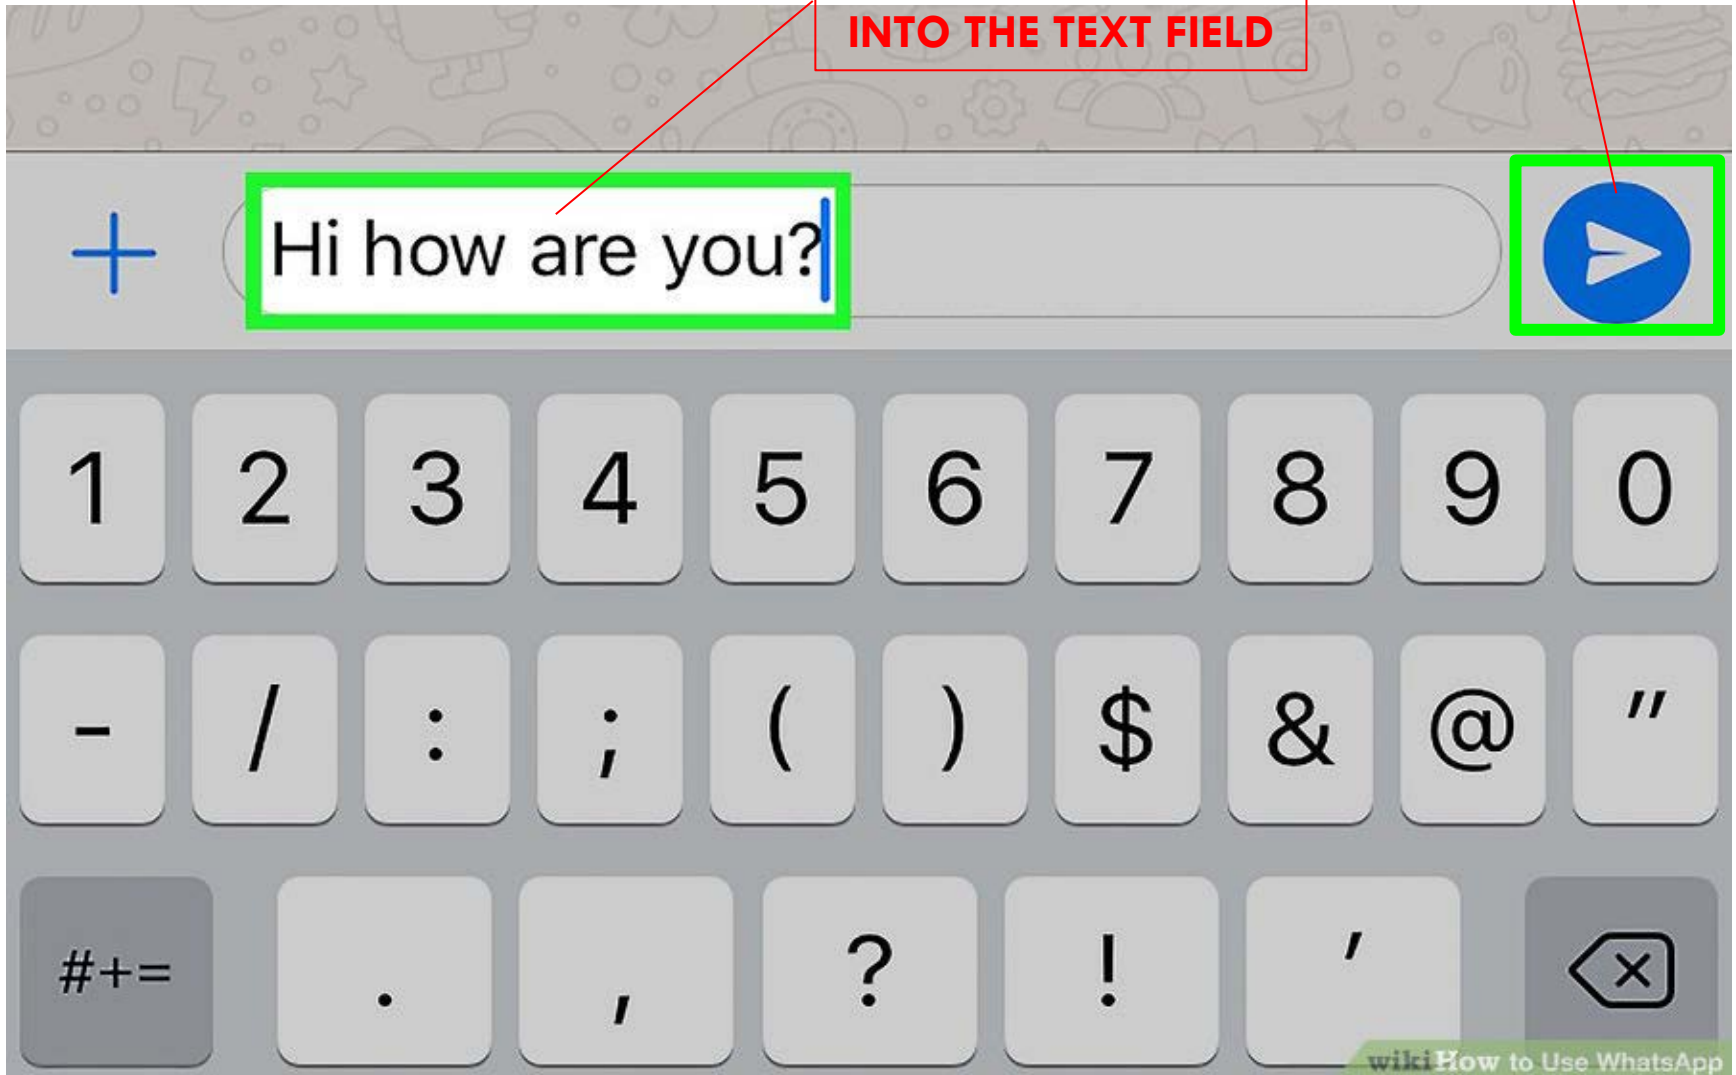 INTO THE TEXT FIELD
Hi how are you?
1 2 3 4 5 6 7 8 9 0
- / : ; ( ) $ & @ "
#+= . , ? ! '
wikiHow to Use WhatsApp